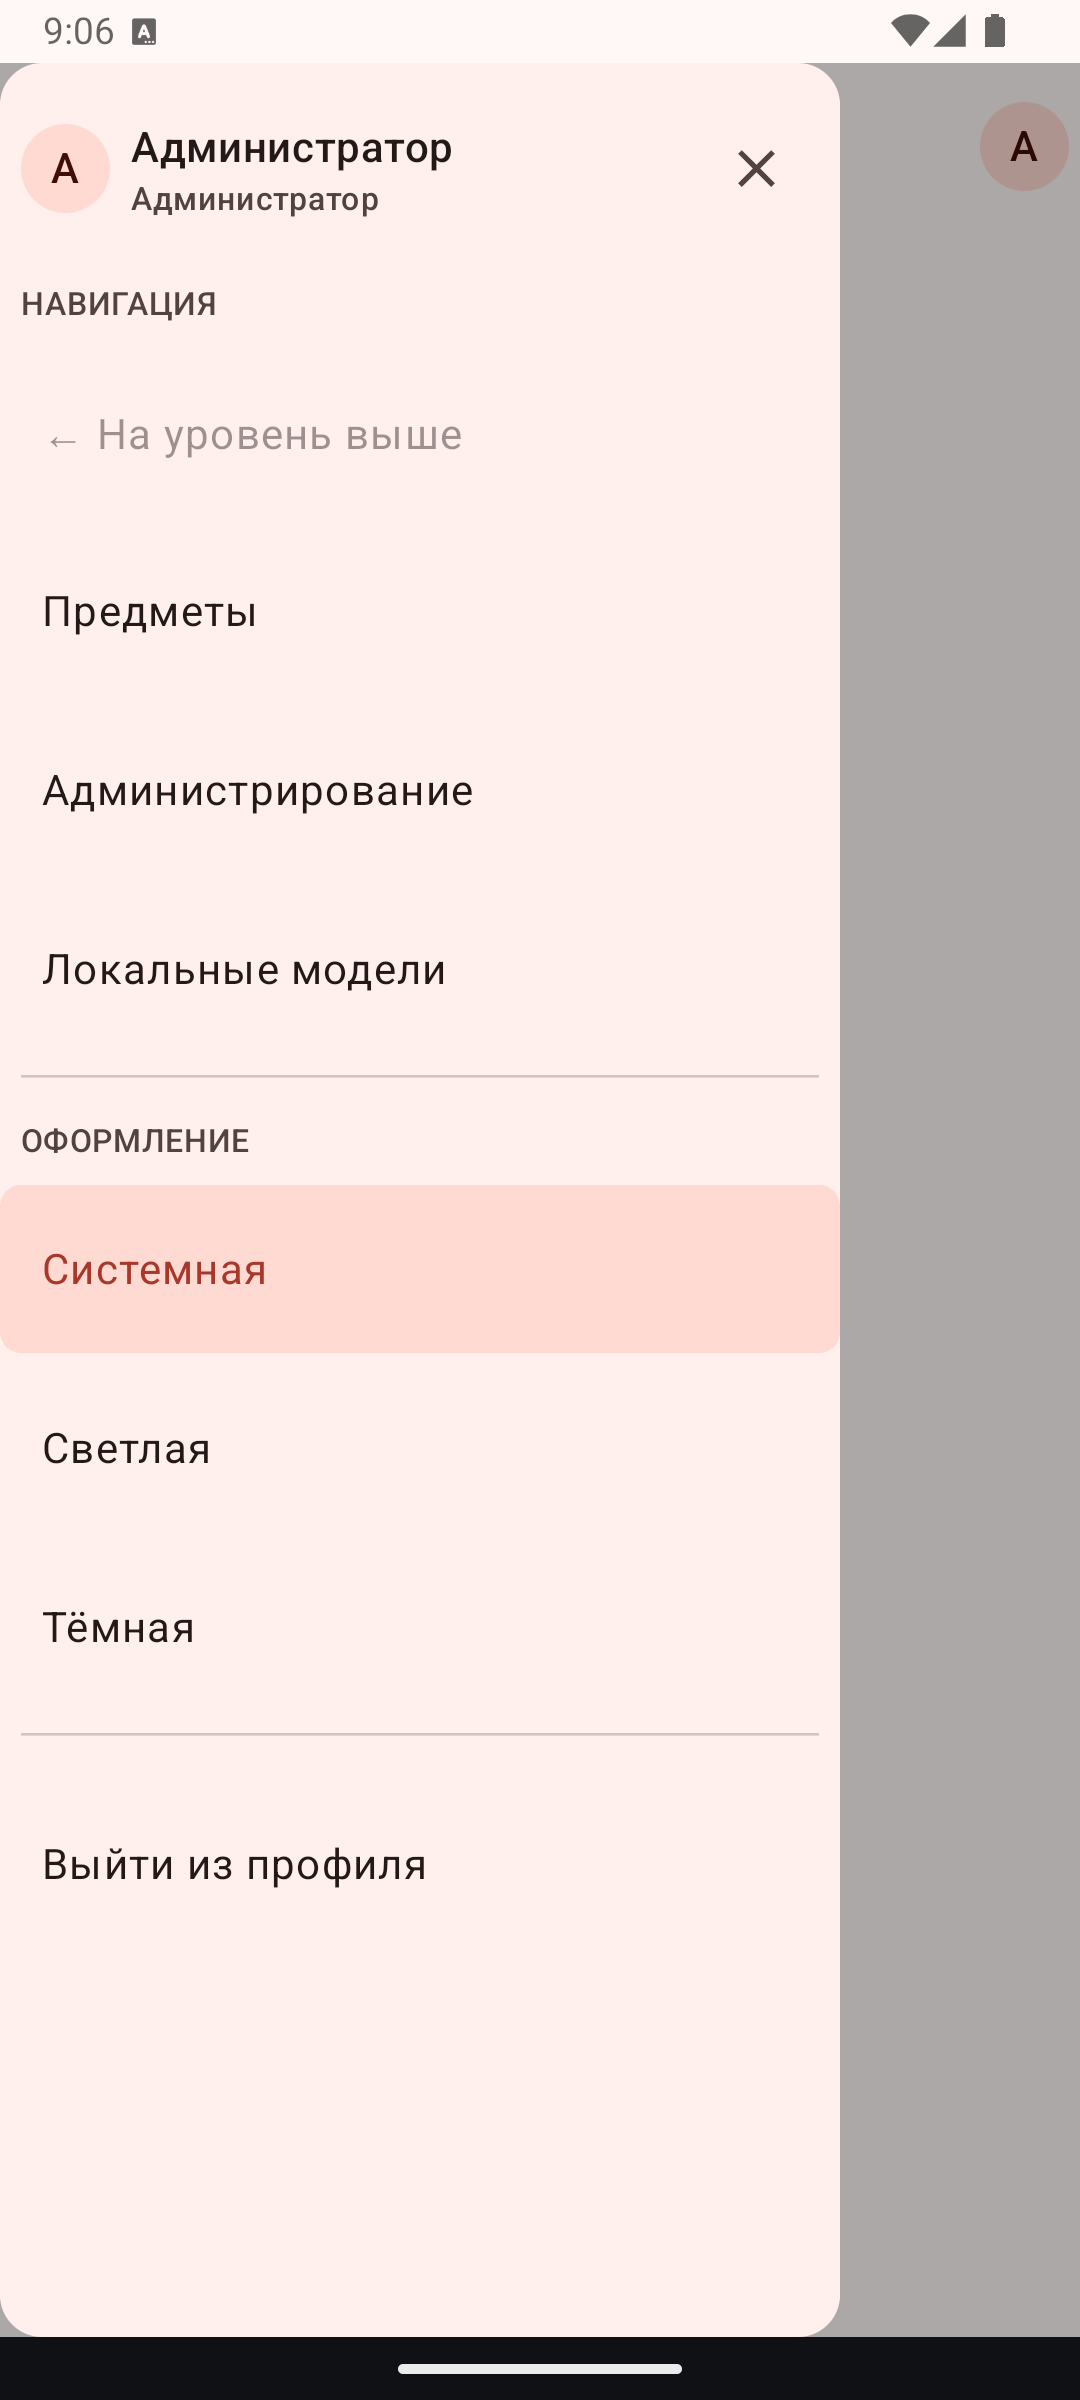 9:06 A
A Администратор
Администратор
A
НАВИГАЦИЯ
← На уровень выше
Предметы
Администрирование
Локальные модели
ОФОРМЛЕНИЕ
Системная
Светлая
Тёмная
Выйти из профиля